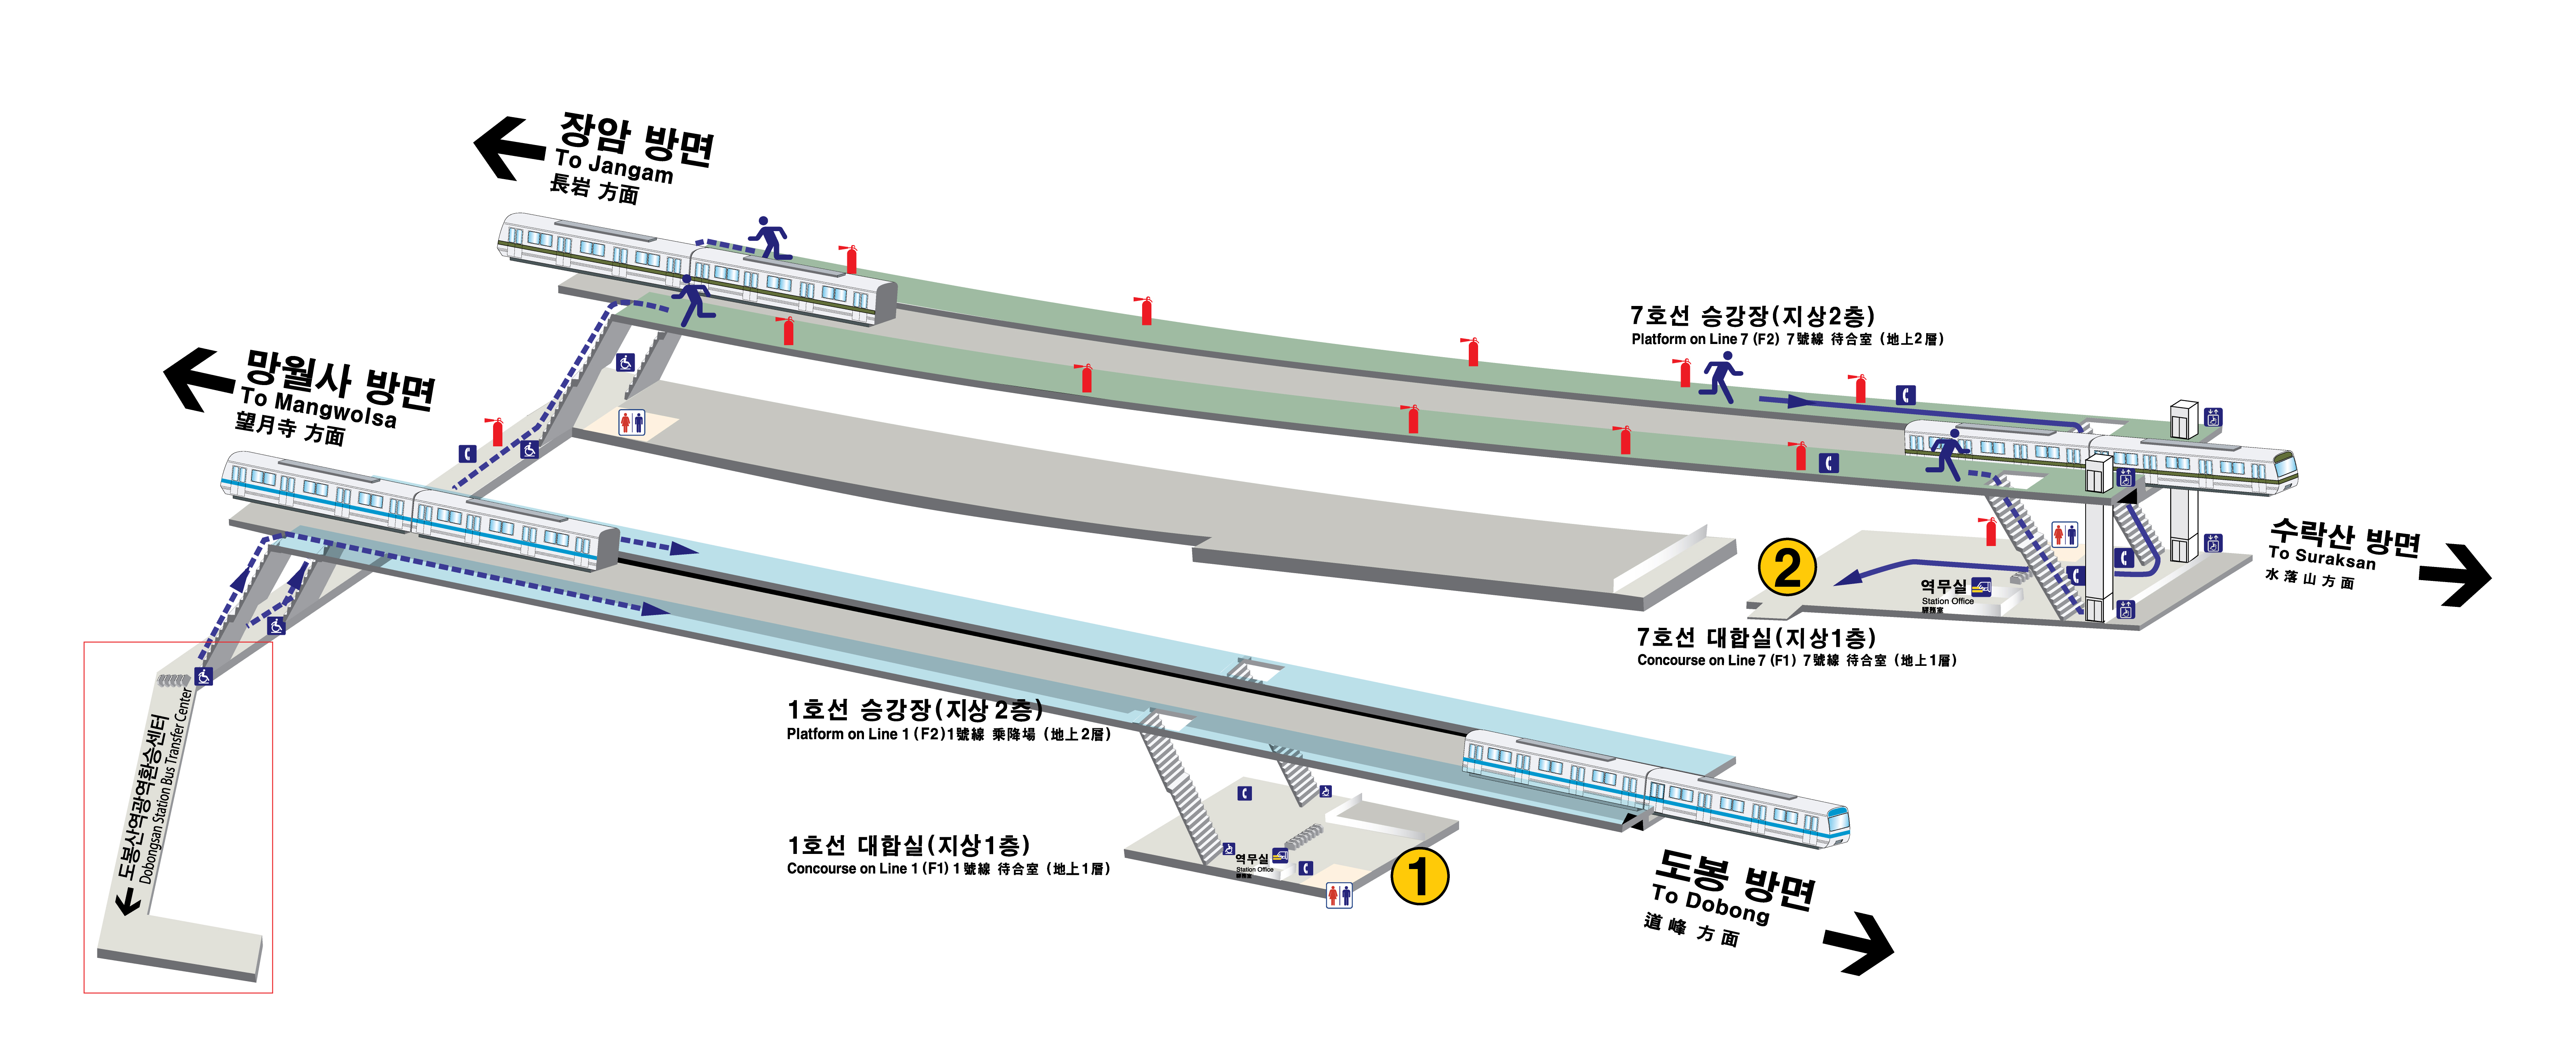 장암 방면
To Jangam
長岩 方面
망월사 방면
To Mangwolsa
望月寺 方面
7호선 승강장(지상2층)
Platform on Line 7 (F2) 7號線 待合室 (地上2層)
수락산 방면
To Suraksan
水落山方面
2
역무실
Station Office
驛務室
7호선 대합실(지상1층)
Concourse on Line 7 (F1) 7號線 待合室 (地上1層)
도봉산역광역환승센터
Dobongsan Station Bus Transfer Center
1호선 승강장(지상 2층)
Platform on Line 1 (F2)1號線 乘降場 (地上2層)
1호선 대합실(지상1층)
Concourse on Line 1 (F1) 1號線 待合室 (地上1層)
역무실
Station Office
驛務室
1
도봉 방면
To Dobong
道峰 方面